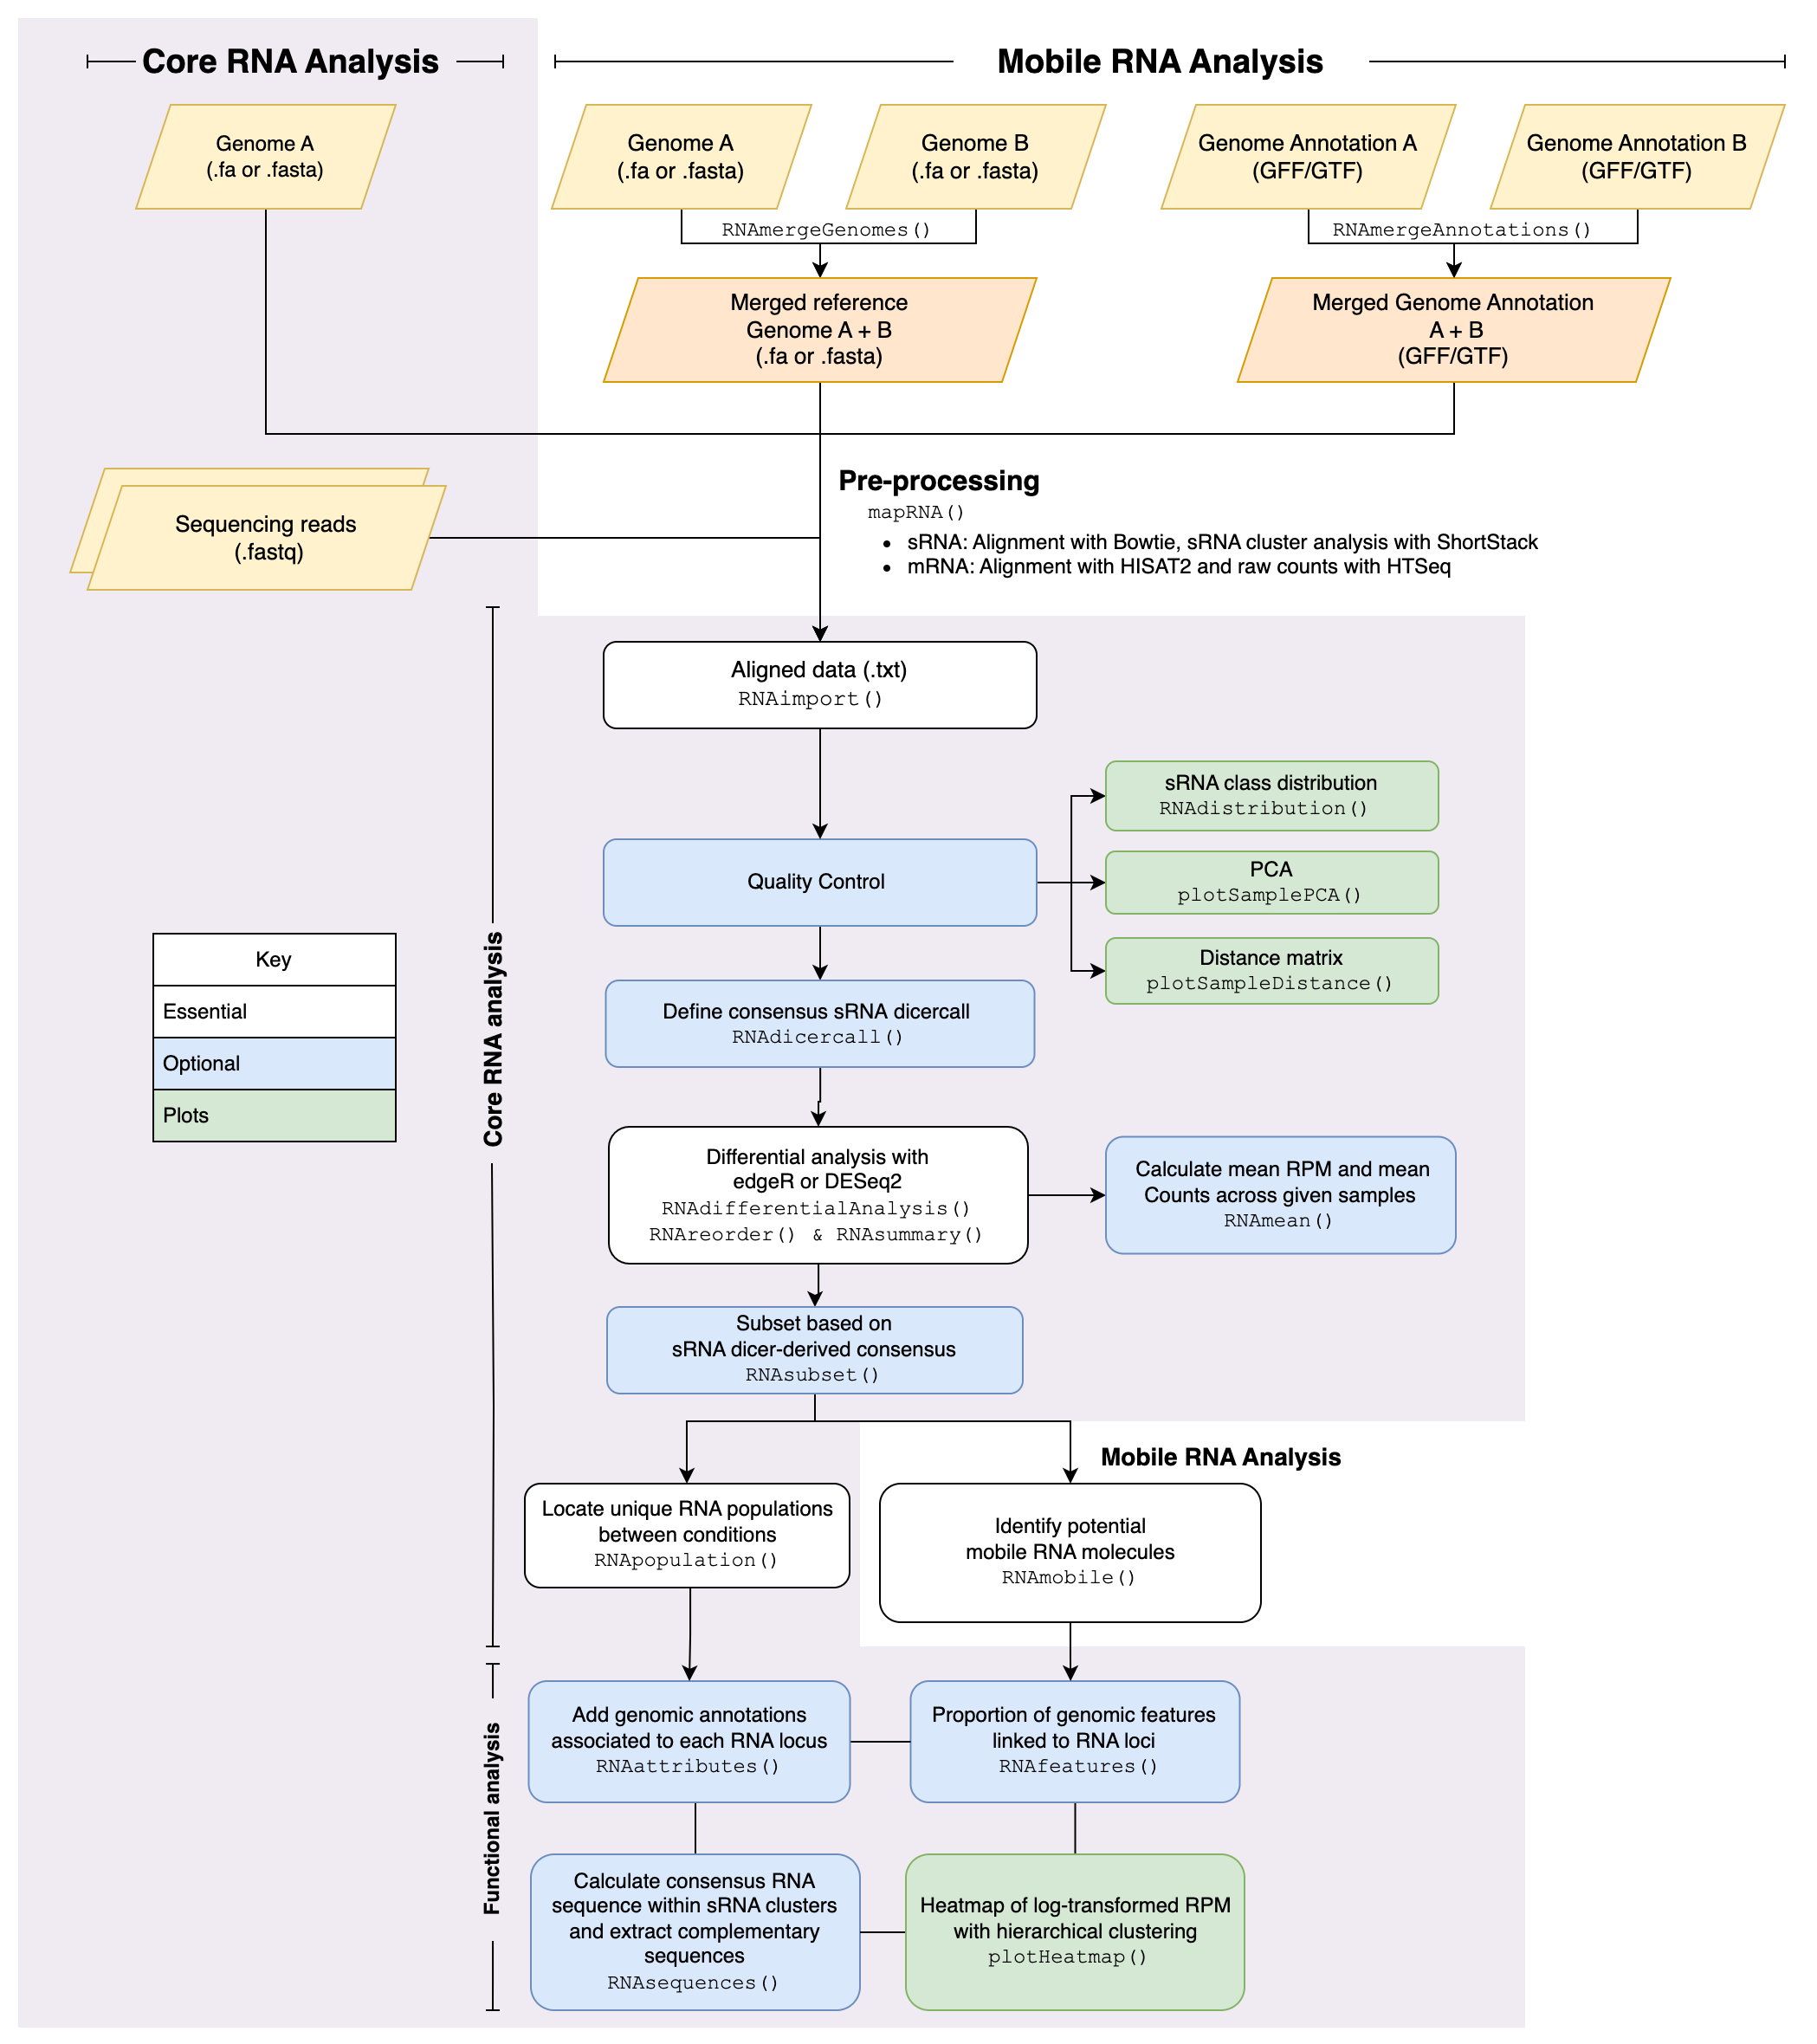 Core RNA Analysis
Mobile RNA Analysis
Genome A
(.fa or .fasta)
Genome A
(.fa or .fasta)
Genome B
(.fa or .fasta)
Genome Annotation A
(GFF/GTF)
Genome Annotation B
(GFF/GTF)
RNAmergeGenomes()
RNAmergeAnnotations()
Merged reference
Genome A + B
(.fa or .fasta)
Merged Genome Annotation
A + B
(GFF/GTF)
Sequencing reads
(.fastq)
Pre-processing
mapRNA()
• sRNA: Alignment with Bowtie, sRNA cluster analysis with ShortStack
• mRNA: Alignment with HISAT2 and raw counts with HTSeq
Aligned data (.txt)
RNAimport()
Quality Control
sRNA class distribution
RNAdistribution()
PCA
plotSamplePCA()
Distance matrix
plotSampleDistance()
Key
Essential
Optional
Plots
Core RNA analysis
Define consensus sRNA dicercall
RNAdicercall()
Differential analysis with
edgeR or DESeq2
RNAdifferentialAnalysis()
RNAreorder() & RNAsummary()
Calculate mean RPM and mean
Counts across given samples
RNAmean()
Subset based on
sRNA dicer-derived consensus
RNAsubset()
Mobile RNA Analysis
Locate unique RNA populations
between conditions
RNApopulation()
Identify potential
mobile RNA molecules
RNAmobile()
Functional analysis
Add genomic annotations
associated to each RNA locus
RNAattributes()
Proportion of genomic features
linked to RNA loci
RNAfeatures()
Calculate consensus RNA
sequence within sRNA clusters
and extract complementary
sequences
RNAsequences()
Heatmap of log-transformed RPM
with hierarchical clustering
plotHeatmap()